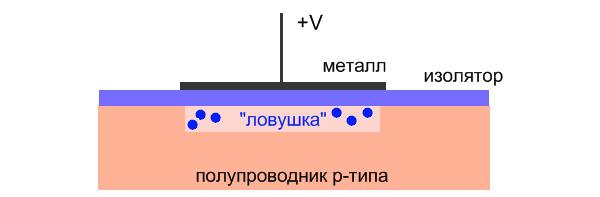 +V
металл
изолятор
"ловушка"
полупроводник р-типа